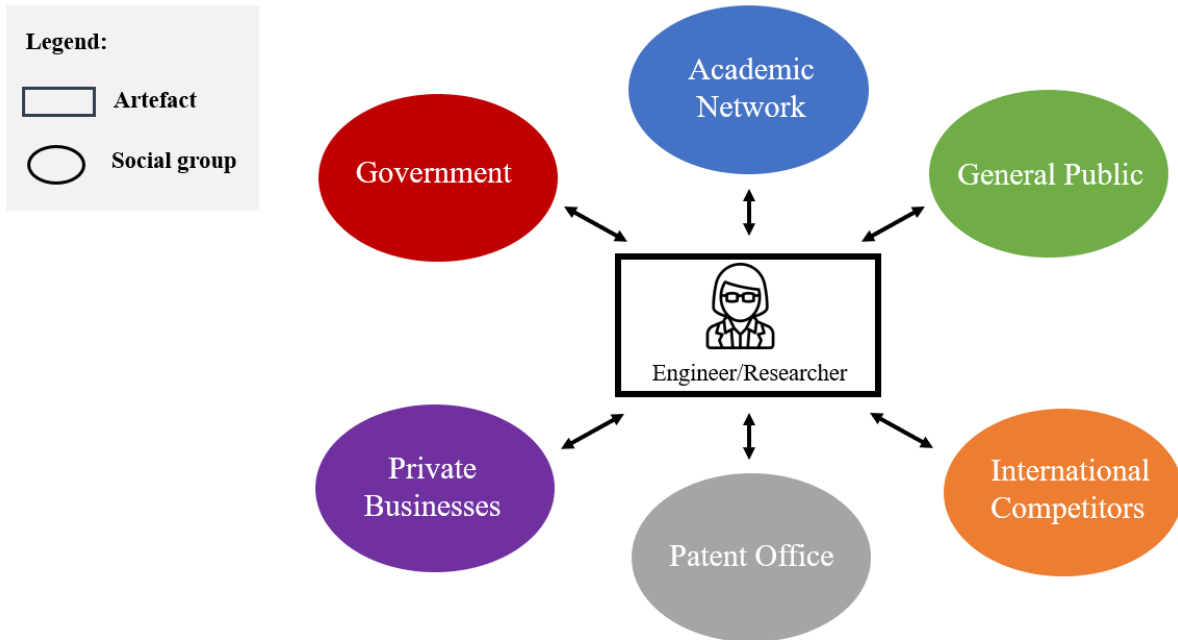 Legend:
Artefact
Social group
Academic
Network
Government
General Public
Engineer/Researcher
Private
Businesses
International
Competitors
Patent Office